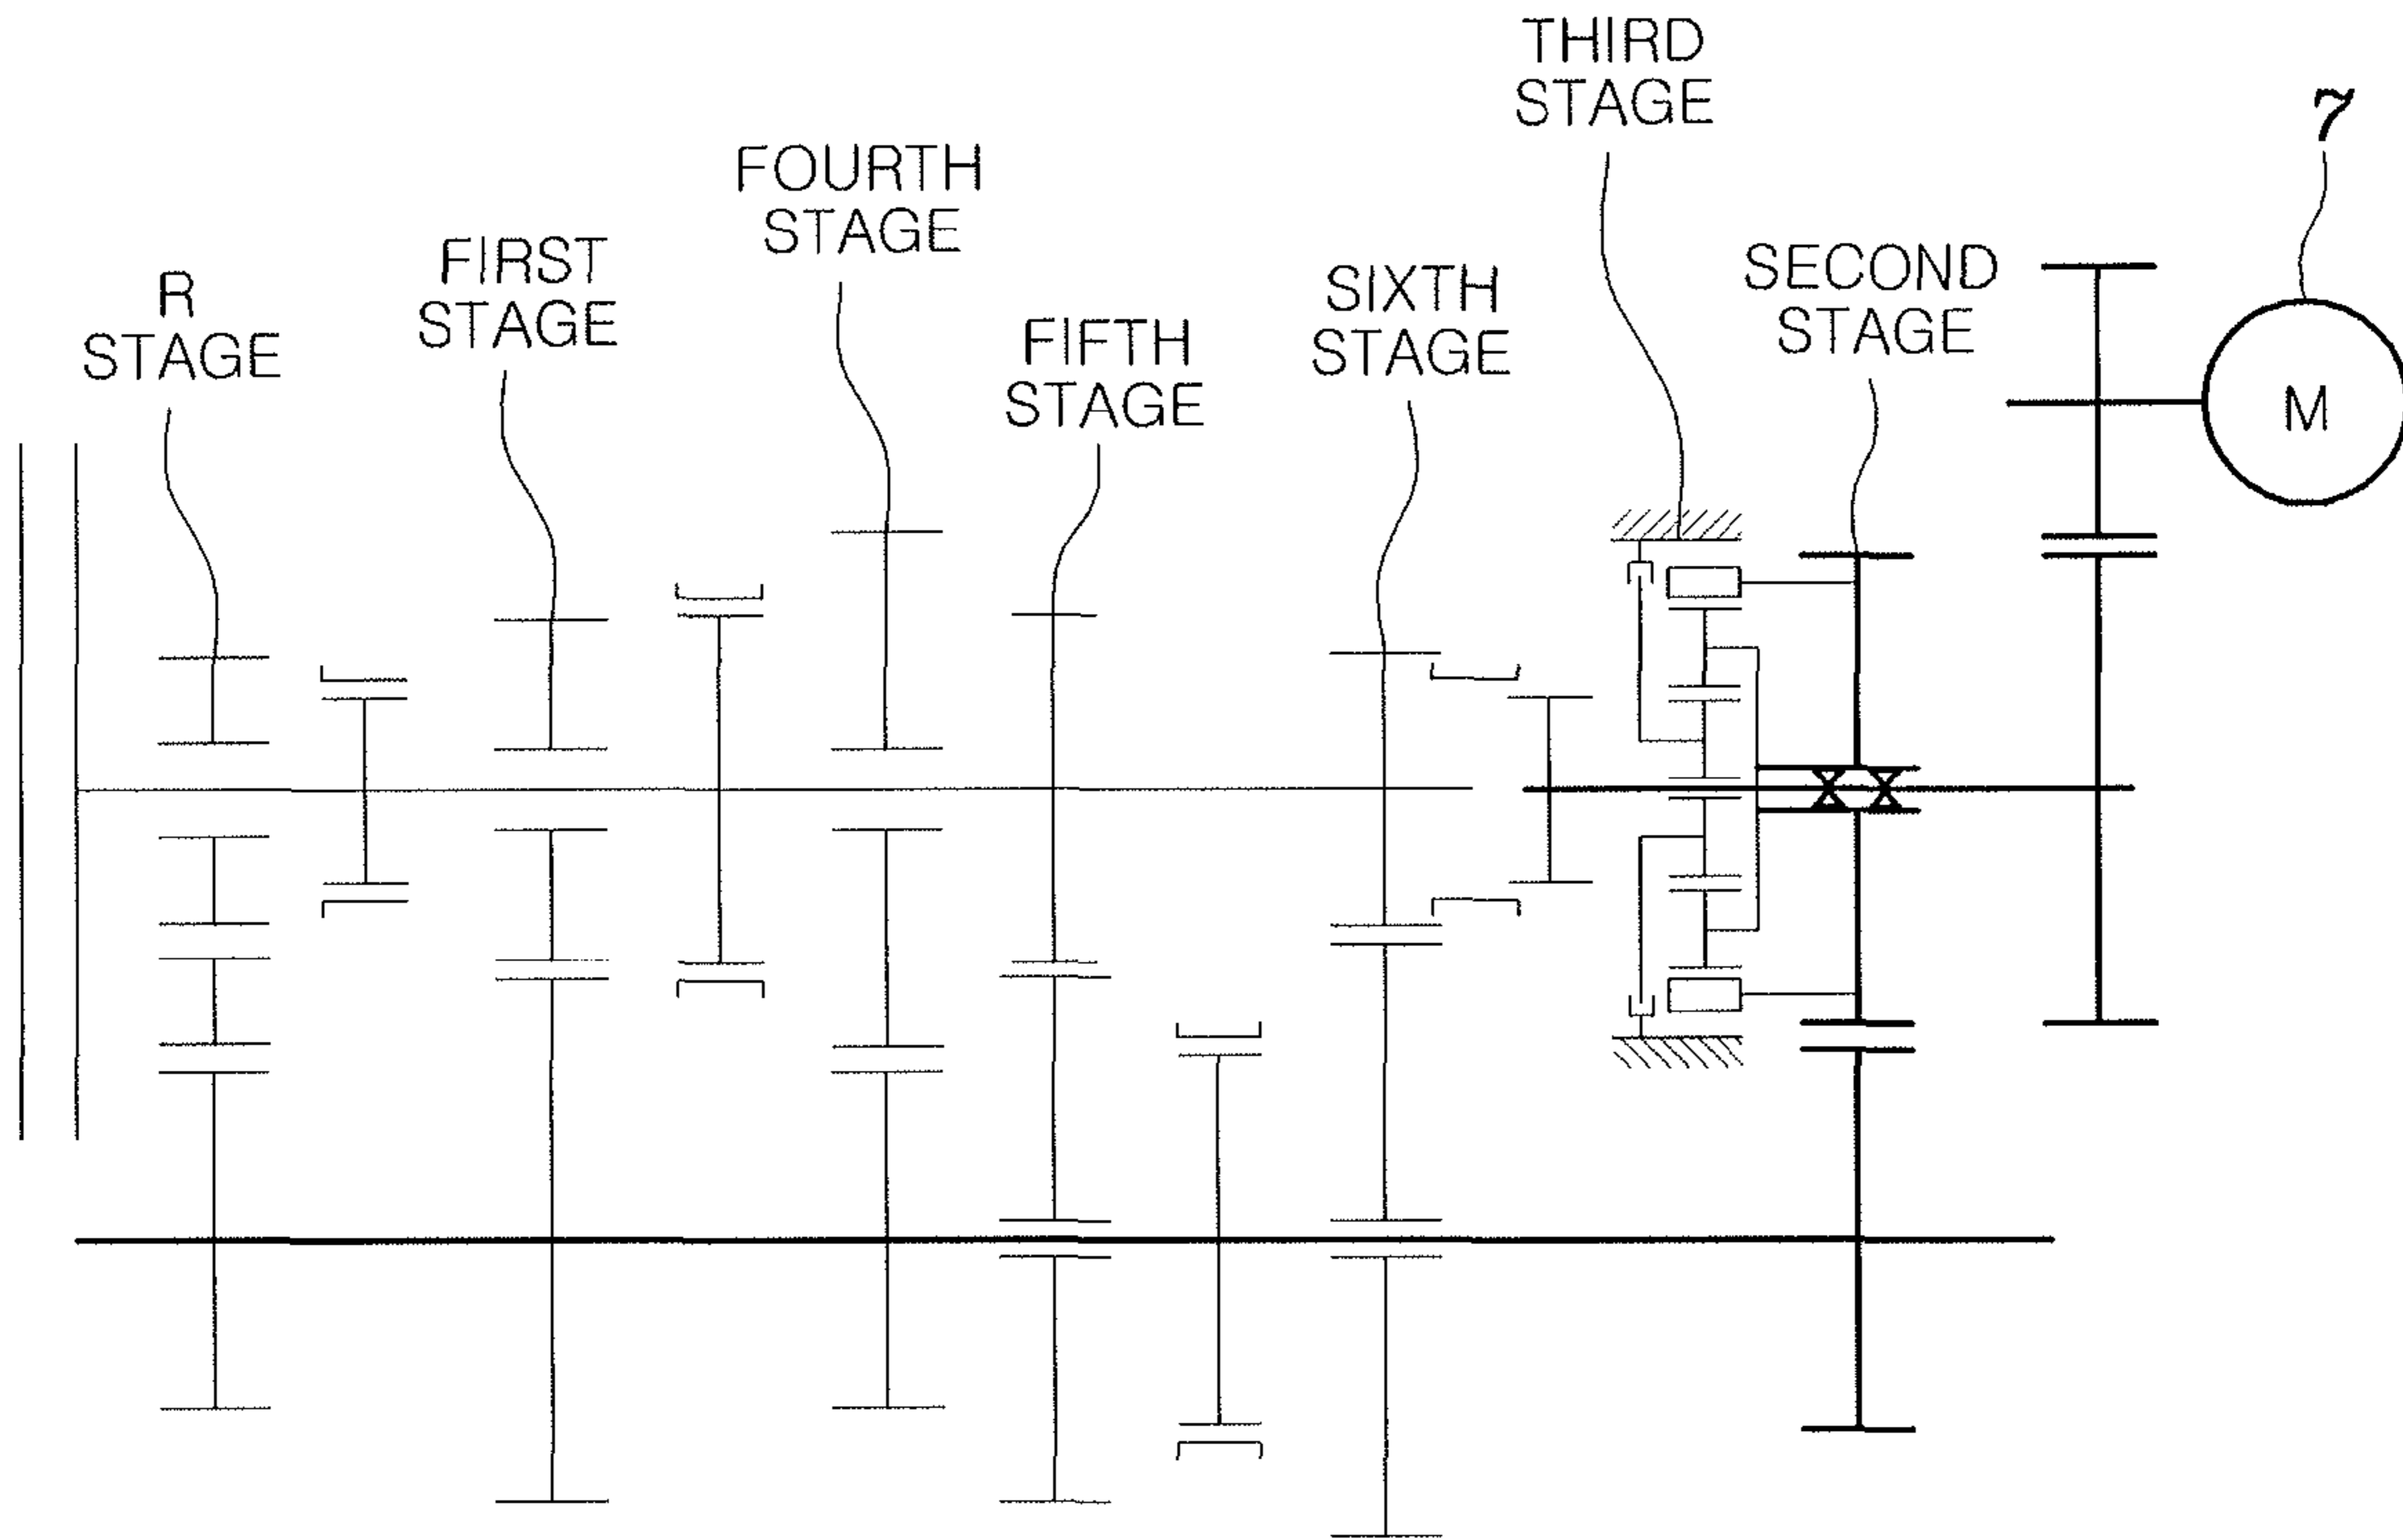 THIRD
STAGE
7
FOURTH
STAGE
FIRST
STAGE
SECOND
STAGE
R
STAGE
SIXTH
STAGE
FIFTH
STAGE
M